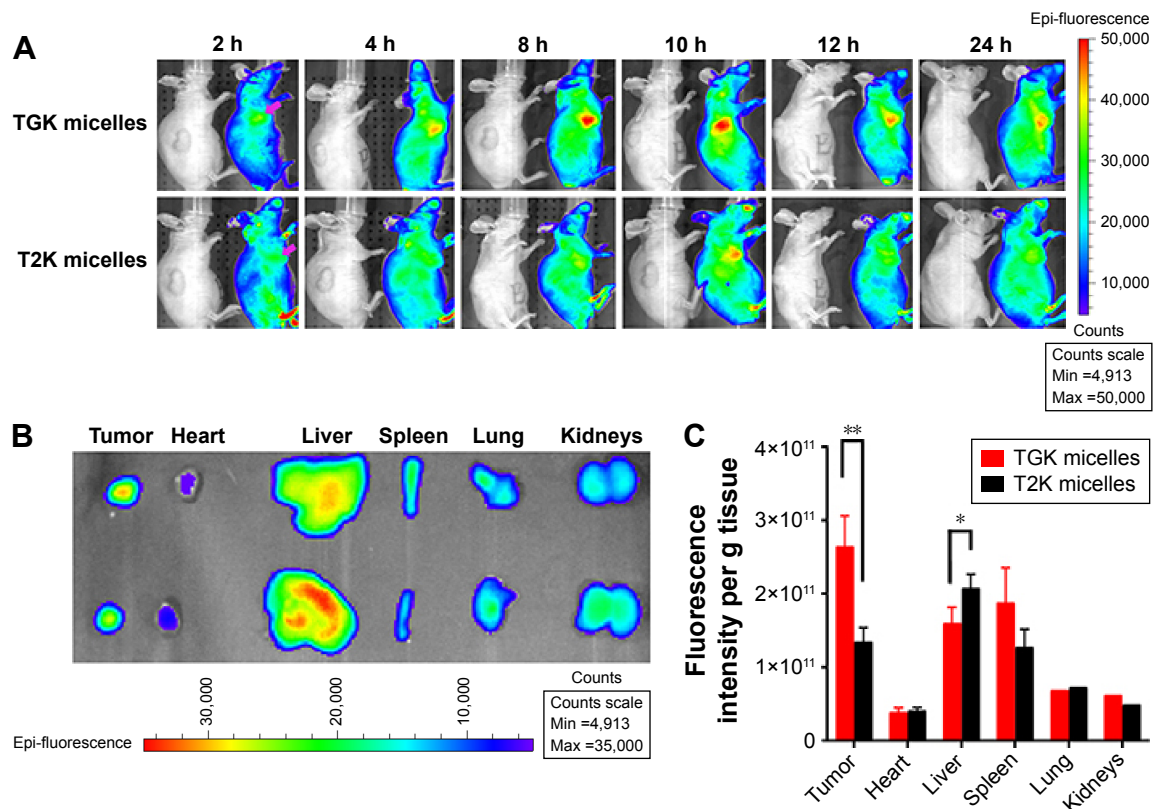 A
2 h 4 h 8 h 10 h 12 h 24 h
Epi-fluorescence
50,000
40,000
30,000
20,000
10,000
TGK micelles
T2K micelles
Counts
Counts scale
Min =4,913
Max =50,000
B
Tumor Heart Liver Spleen Lung Kidneys
30,000 20,000 10,000
Epi-fluorescence
Counts
Counts scale
Min =4,913
Max =35,000
C
Fluorescence
intensity per g tissue
4×10¹¹
3×10¹¹
2×10¹¹
1×10¹¹
0
**
*
TGK micelles
T2K micelles
Tumor Heart Liver Spleen Lung Kidneys